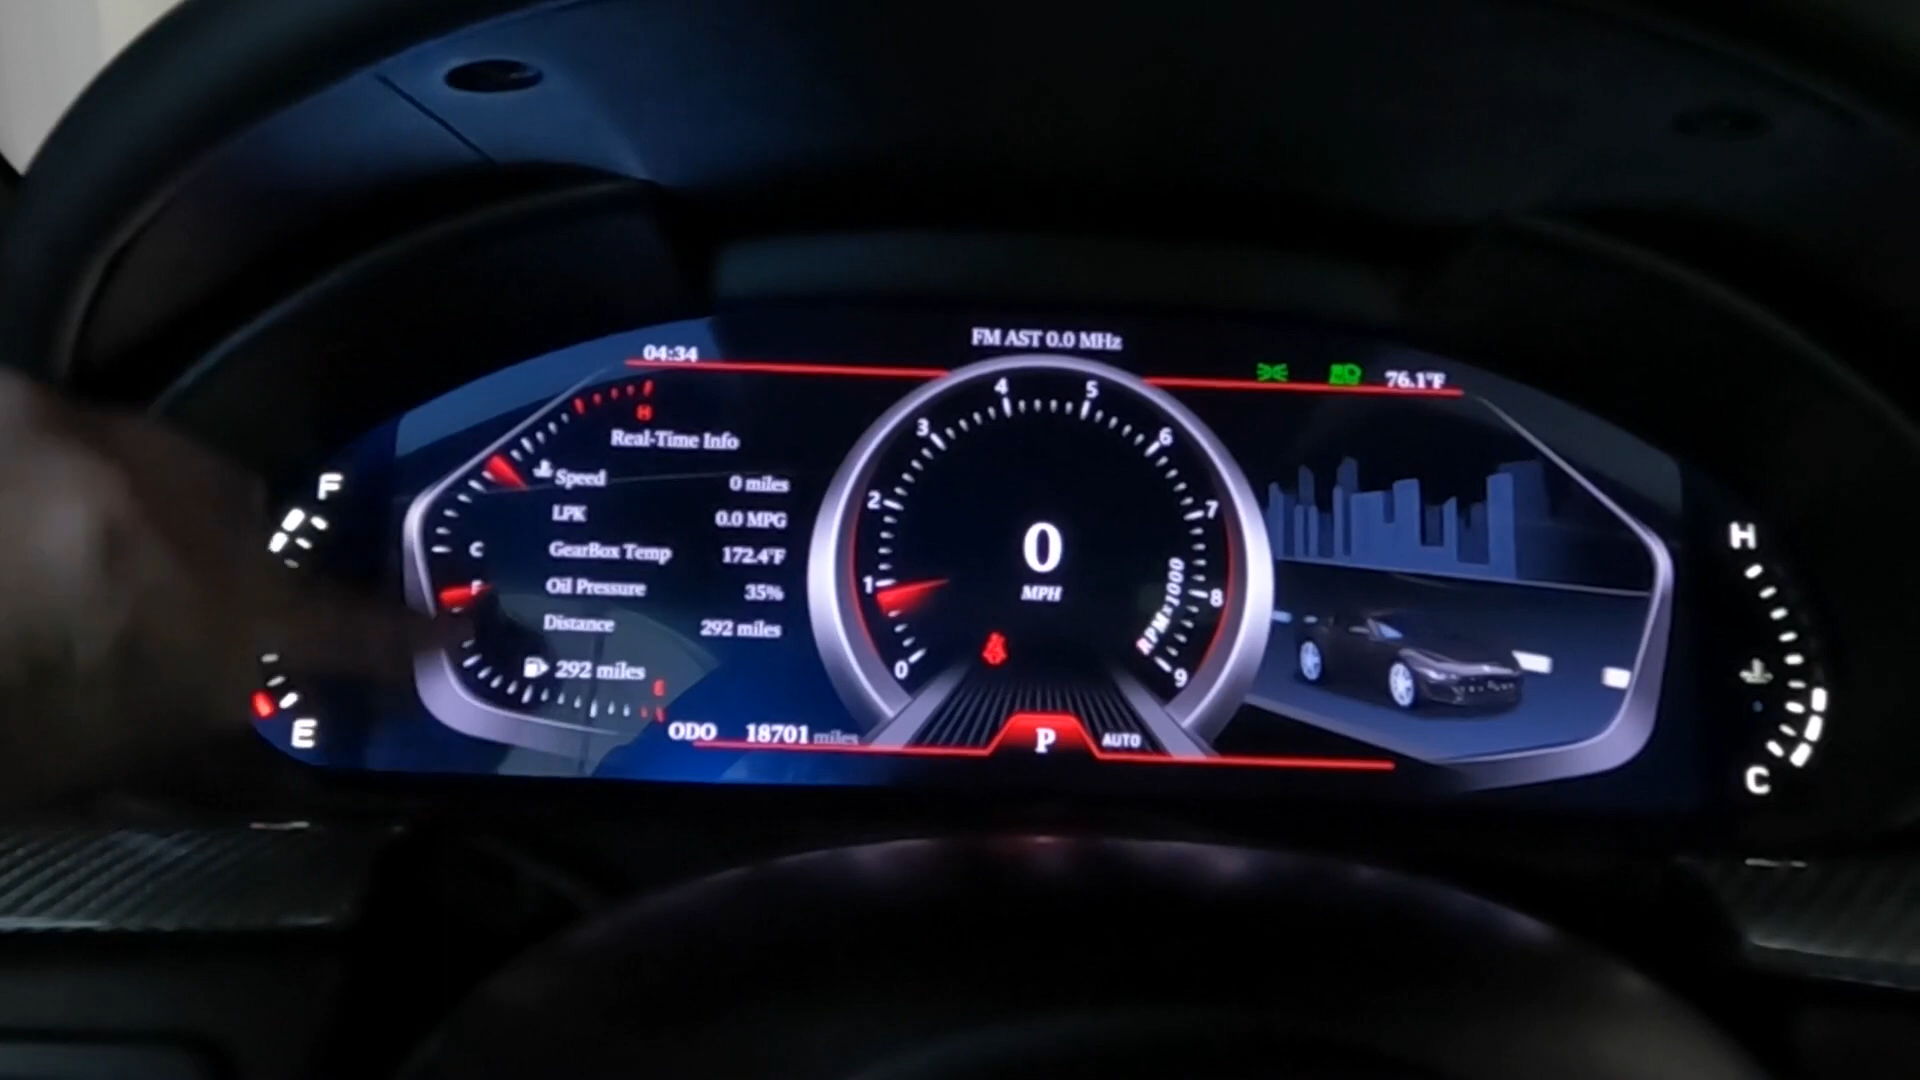 FM AST 0.0 MHz
04:34
76.1°F
H
Real-Time Info
Speed 0 miles
LPK 0.0 MPG
GearBox Temp 172.4°F
Oil Pressure 35%
Distance 292 miles
292 miles
C
F
E
ODO 18701 miles
0 1 2 3 4 5 6 7 8 9
RPM×1000
0
MPH
P AUTO
F
E
H
C